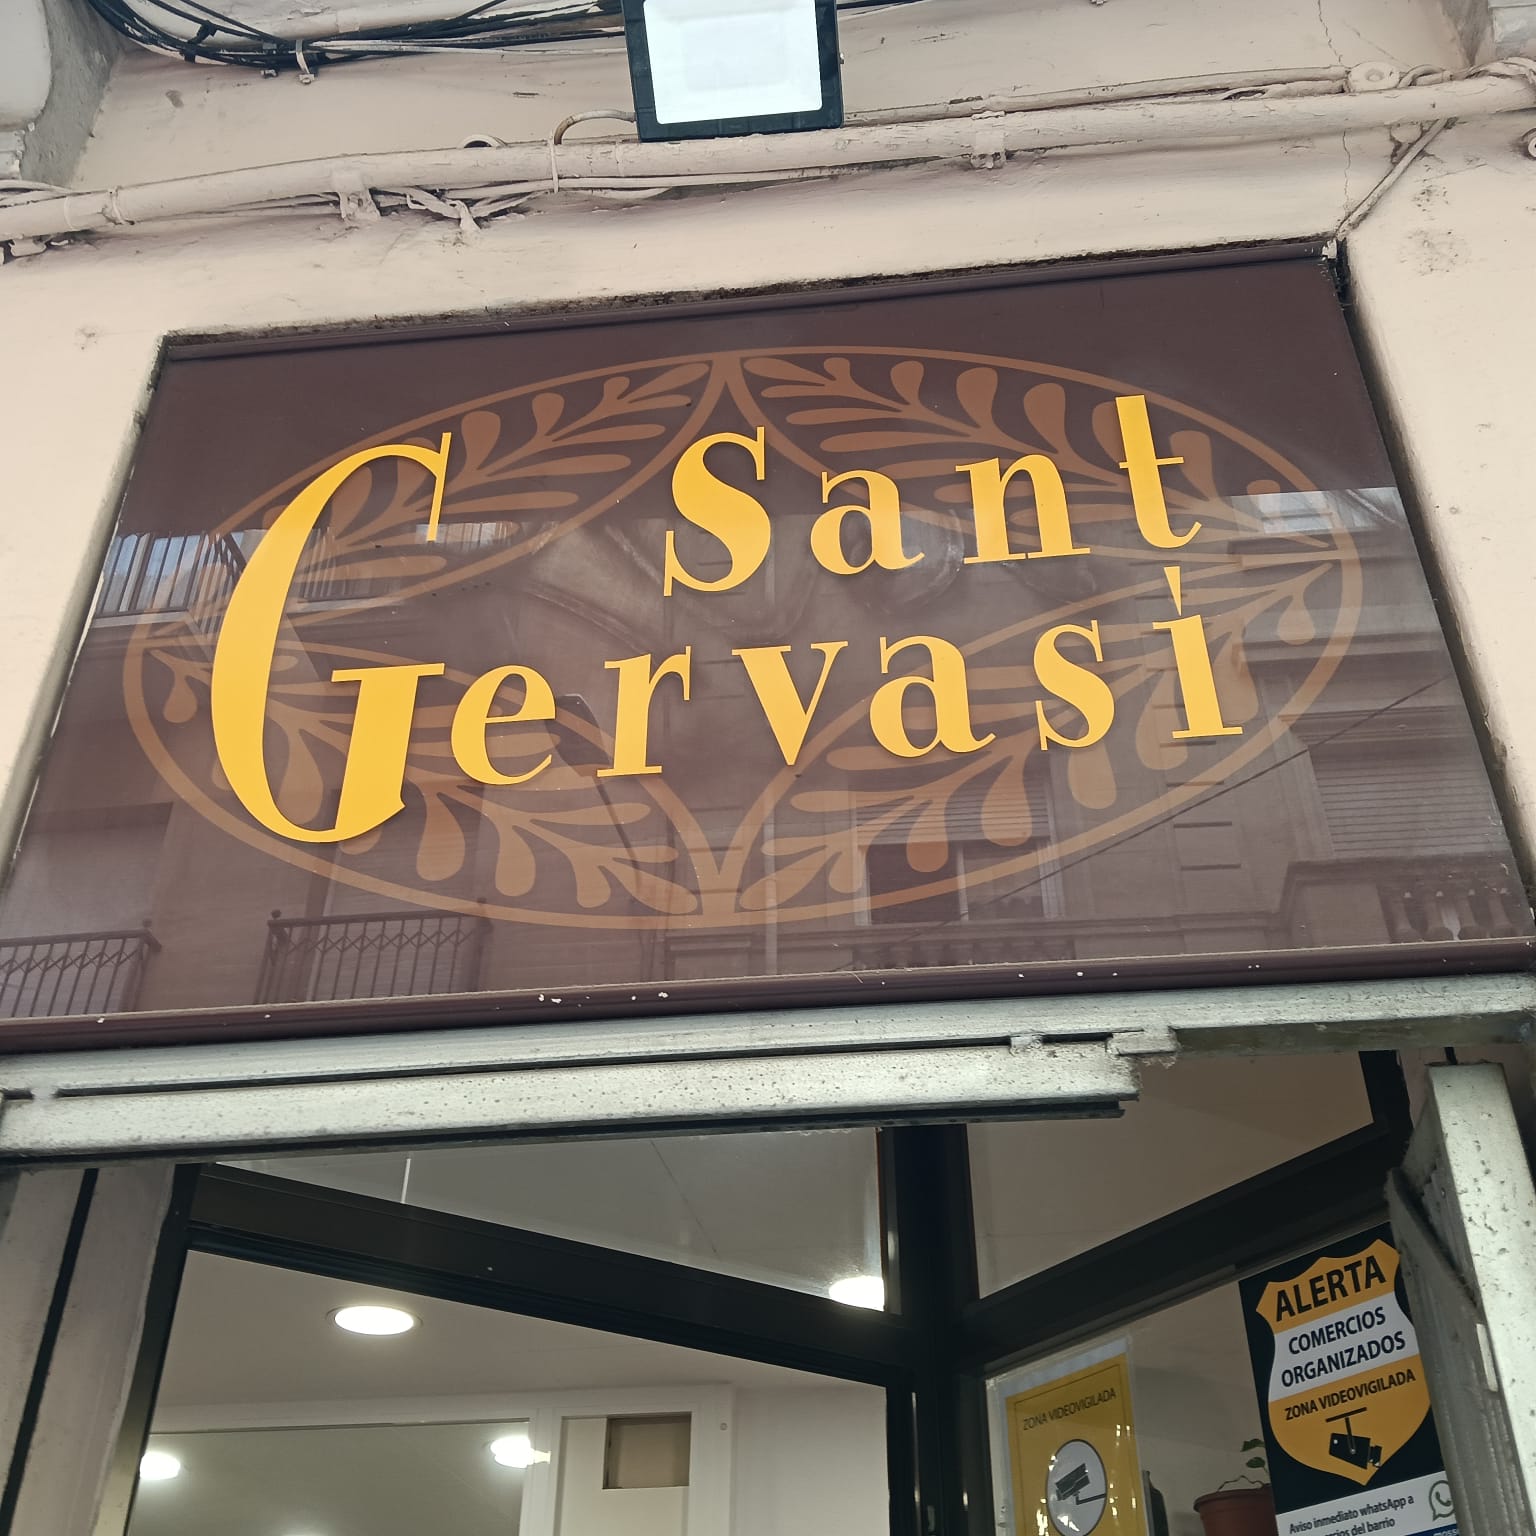 Sant
Gervasi
ZONA VIDEOVIGILADA
ALERTA
COMERCIOS
ORGANIZADOS
ZONA VIDEOVIGILADA
Aviso inmediato whatsApp a
del barrio